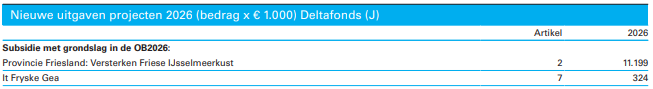 Nieuwe uitgaven projecten 2026 (bedrag x € 1.000) Deltafonds (J)
Artikel 2026
Subsidie met grondslag in de OB2026:
Provincie Friesland: Versterken Friese IJsselmeerkust 2 11.199
It Fryske Gea 7 324